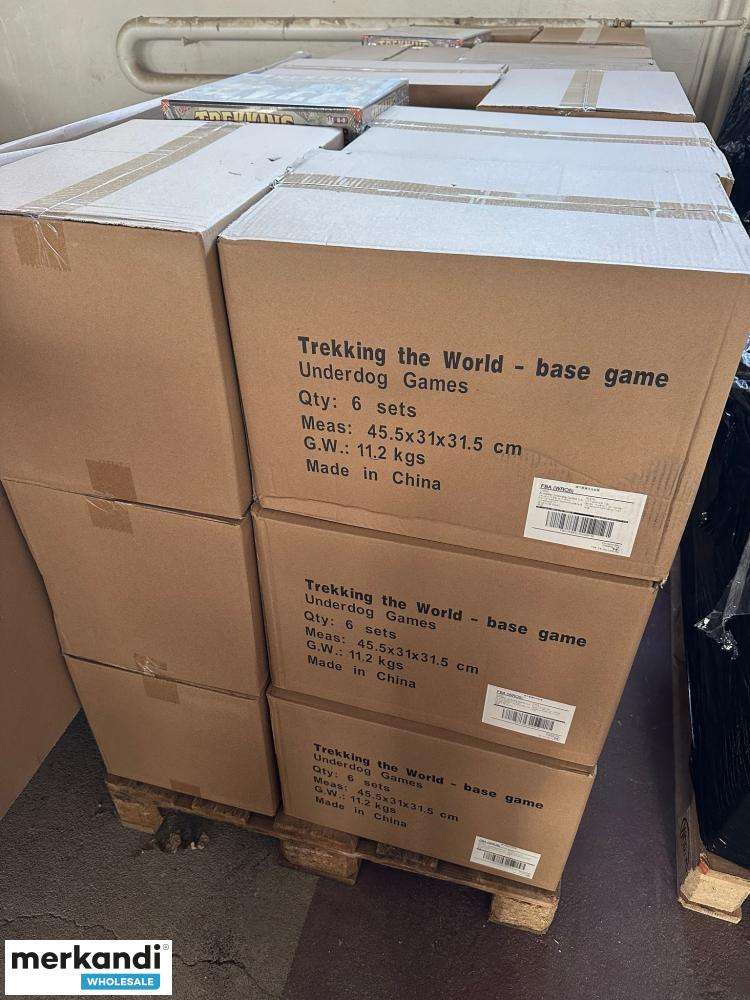 TREKKING
Trekking the World - base game
Underdog Games
Qty: 6 sets
Meas: 45.5x31x31.5 cm
G.W.: 11.2 kgs
Made in China
FBA
Trekking the World - base game
Underdog Games
Qty: 6 sets
Meas: 45.5x31x31.5 cm
G.W.: 11.2 kgs
Made in China
FBA
Trekking the World - base game
Underdog Games
Qty: 6 sets
Meas: 45.5x31x31.5 cm
G.W.: 11.2 kgs
Made in China
merkandi®
WHOLESALE